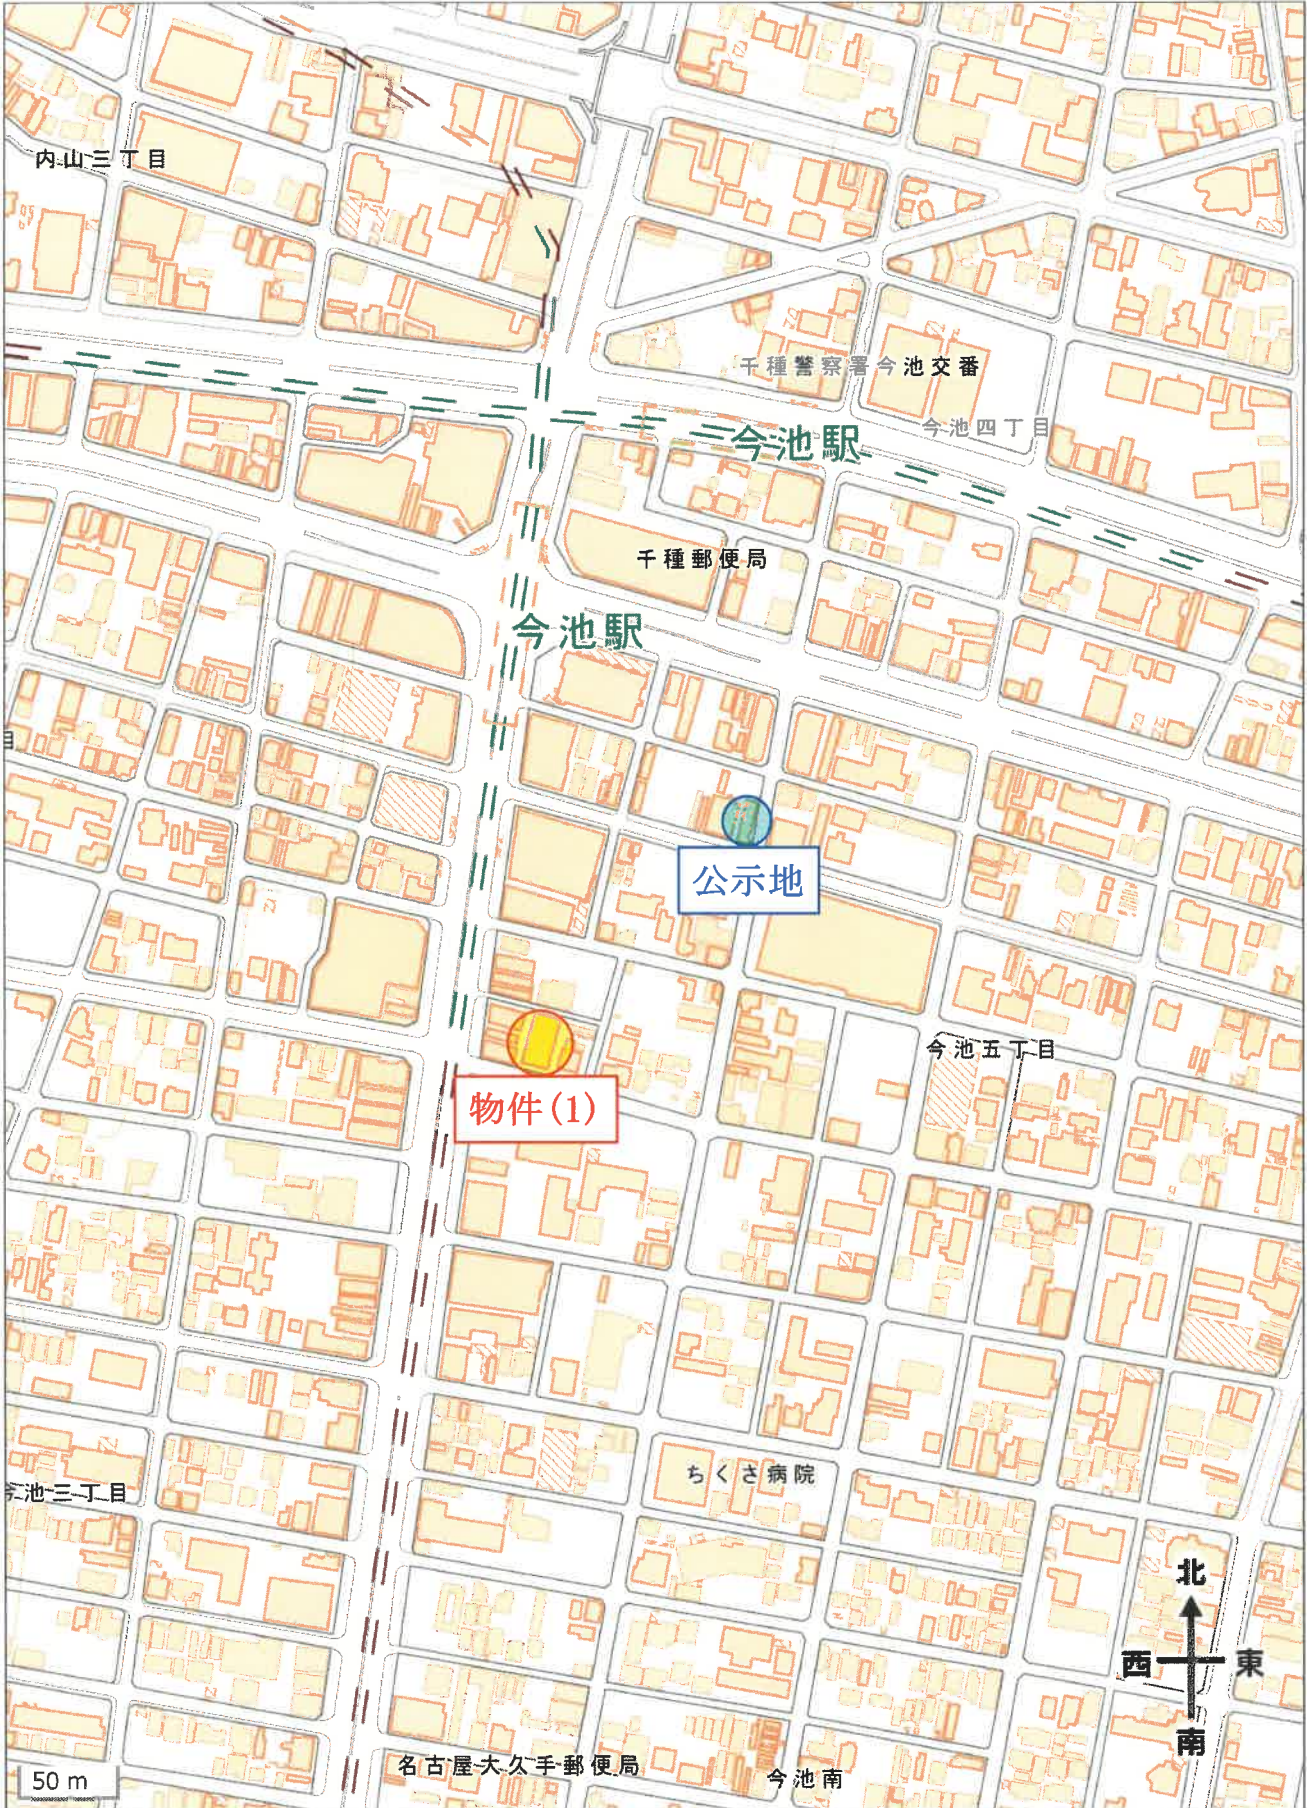 内山三丁目
千種警察署今池交番
今池四丁目
今池駅
千種郵便局
今池駅
目
公示地
今池五丁目
物件(1)
ちくさ病院
今池三丁目
北
西
東
南
名古屋大久手郵便局
今池南
50 m